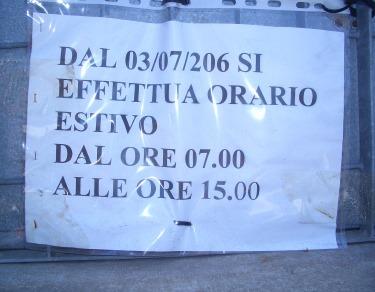 DAL 03/07/206 SI
EFFETTUA ORARIO
ESTIVO
DAL ORE 07.00
ALLE ORE 15.00